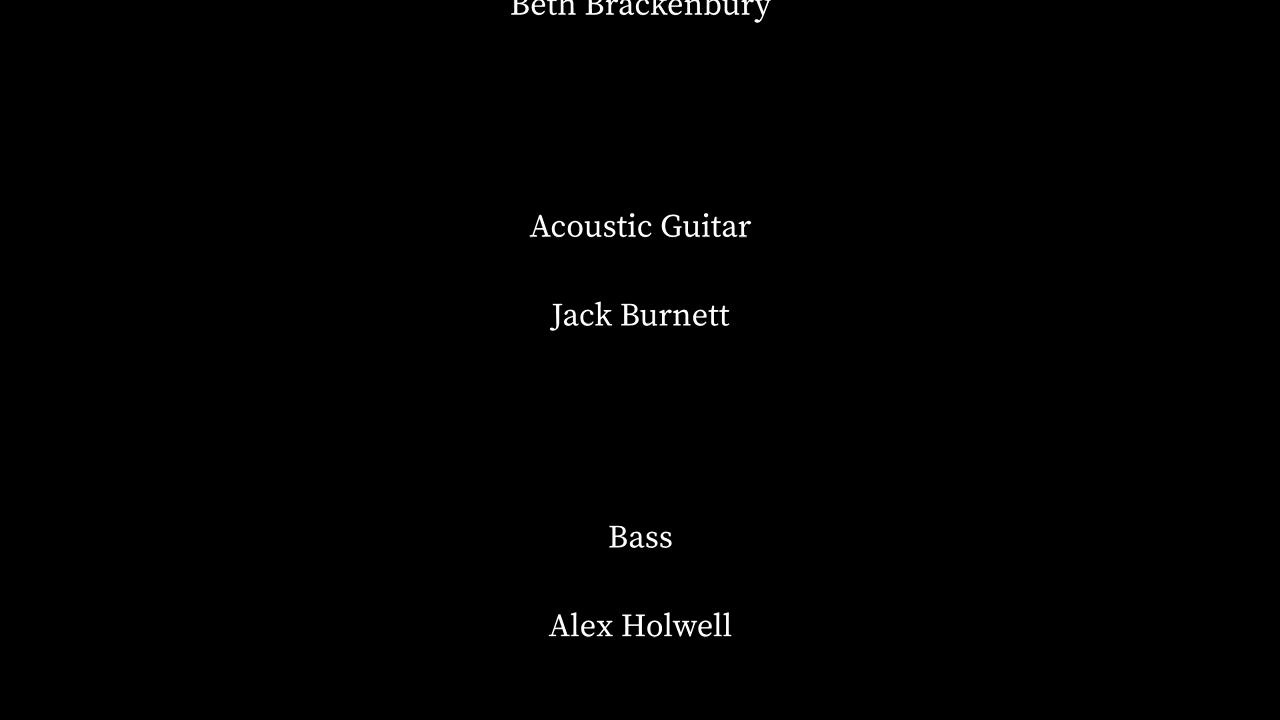 Beth Brackenbury
Acoustic Guitar
Jack Burnett
Bass
Alex Holwell